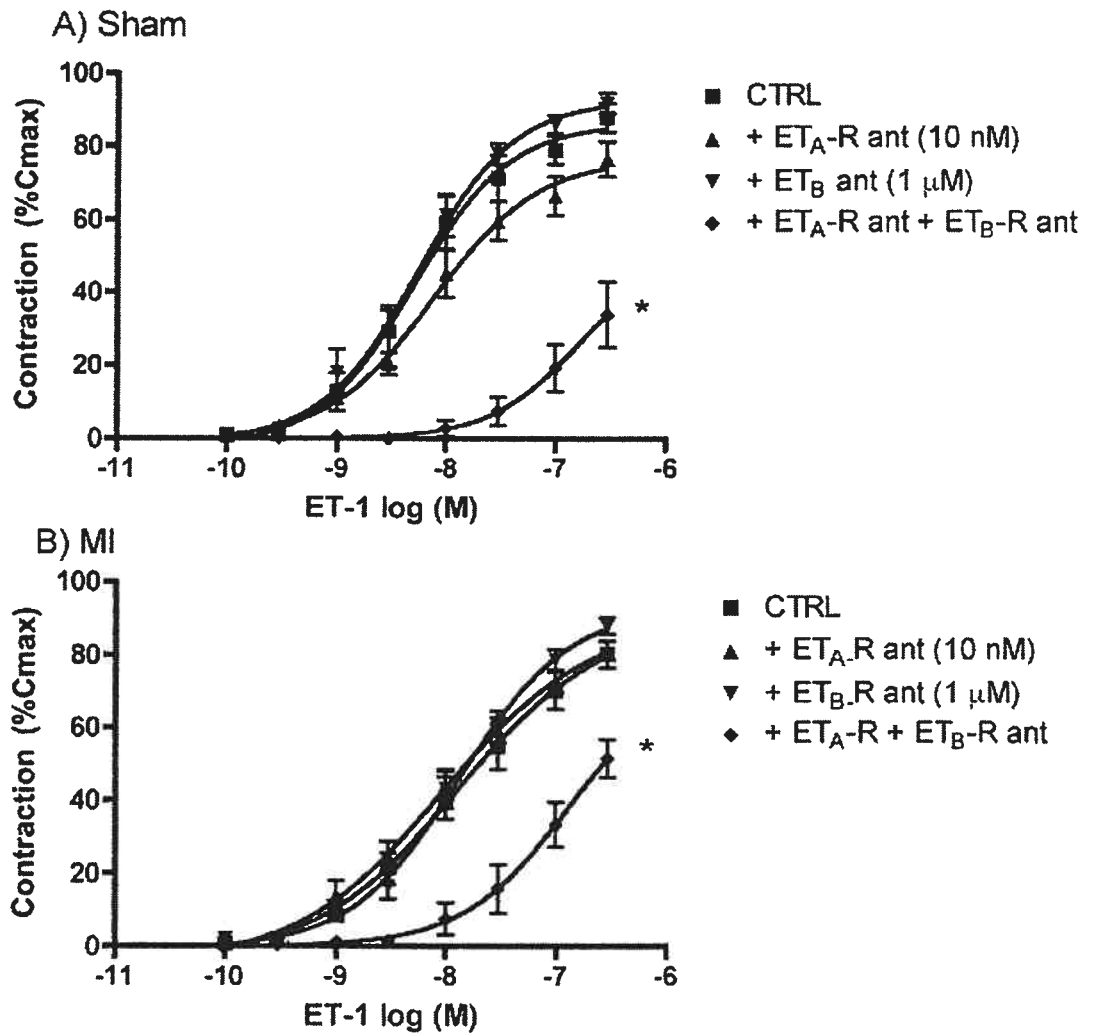 A) Sham
100
80
60
40
20
0
Contraction (%Cmax)
-11 -10 -9 -8 -7 -6
ET-1 log (M)
CTRL
+ ETA-R ant (10 nM)
+ ETB ant (1 μM)
+ ETA-R ant + ETB-R ant
*
B) MI
100
80
60
40
20
0
Contraction (%Cmax)
-11 -10 -9 -8 -7 -6
ET-1 log (M)
CTRL
+ ETA-R ant (10 nM)
+ ETB-R ant (1 μM)
+ ETA-R + ETB-R ant
*